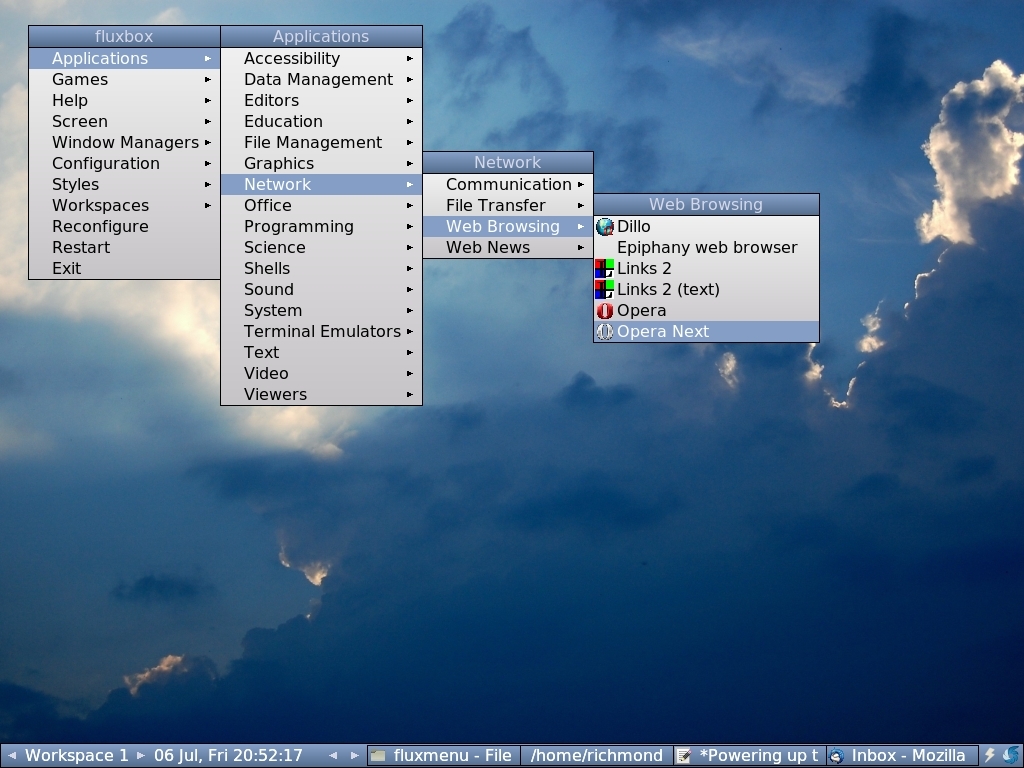 fluxbox
Applications
Games
Help
Screen
Window Managers
Configuration
Styles
Workspaces
Reconfigure
Restart
Exit
Applications
Accessibility
Data Management
Editors
Education
File Management
Graphics
Network
Office
Programming
Science
Shells
Sound
System
Terminal Emulators
Text
Video
Viewers
Network
Communication
File Transfer
Web Browsing
Web News
Web Browsing
Dillo
Epiphany web browser
Links 2
Links 2 (text)
Opera
Opera Next
Workspace 1 06 Jul, Fri 20:52:17 fluxmenu - File /home/richmond *Powering up t Inbox - Mozilla